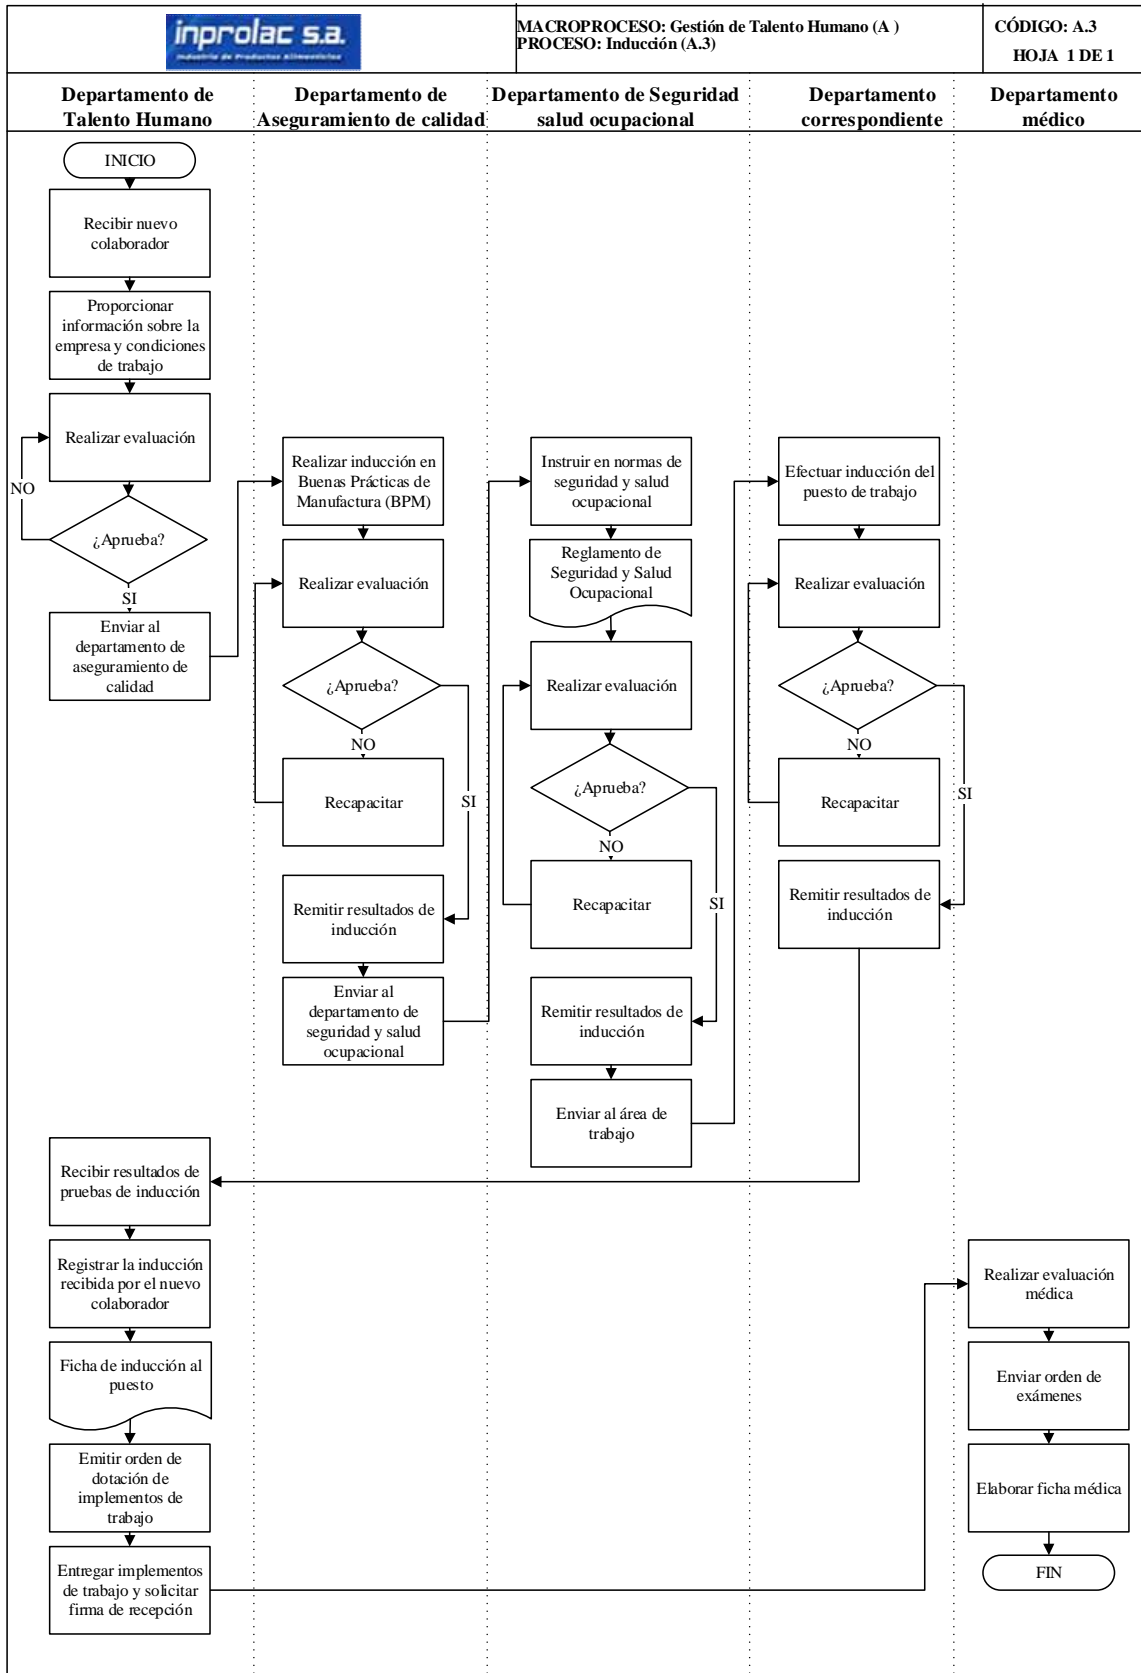 inprolac s.a.
Industria de Productos Alimenticios
MACROPROCESO: Gestión de Talento Humano (A )
PROCESO: Inducción (A.3)
CÓDIGO: A.3
HOJA 1 DE 1
Departamento de
Talento Humano
Departamento de
Aseguramiento de calidad
Departamento de Seguridad
salud ocupacional
Departamento
correspondiente
Departamento
médico
INICIO
Recibir nuevo
colaborador
Proporcionar
información sobre la
empresa y condiciones
de trabajo
Realizar evaluación
NO
¿Aprueba?
SI
Enviar al
departamento de
aseguramiento de
calidad
Realizar inducción en
Buenas Prácticas de
Manufactura (BPM)
Realizar evaluación
¿Aprueba?
NO
Recapacitar
SI
Remitir resultados de
inducción
Enviar al
departamento de
seguridad y salud
ocupacional
Instruir en normas de
seguridad y salud
ocupacional
Reglamento de
Seguridad y Salud
Ocupacional
Realizar evaluación
¿Aprueba?
NO
Recapacitar
SI
Remitir resultados de
inducción
Enviar al área de
trabajo
Efectuar inducción del
puesto de trabajo
Realizar evaluación
¿Aprueba?
NO
Recapacitar
SI
Remitir resultados de
inducción
Recibir resultados de
pruebas de inducción
Registrar la inducción
recibida por el nuevo
colaborador
Ficha de inducción al
puesto
Emitir orden de
dotación de
implementos de
trabajo
Entregar implementos
de trabajo y solicitar
firma de recepción
Realizar evaluación
médica
Enviar orden de
exámenes
Elaborar ficha médica
FIN